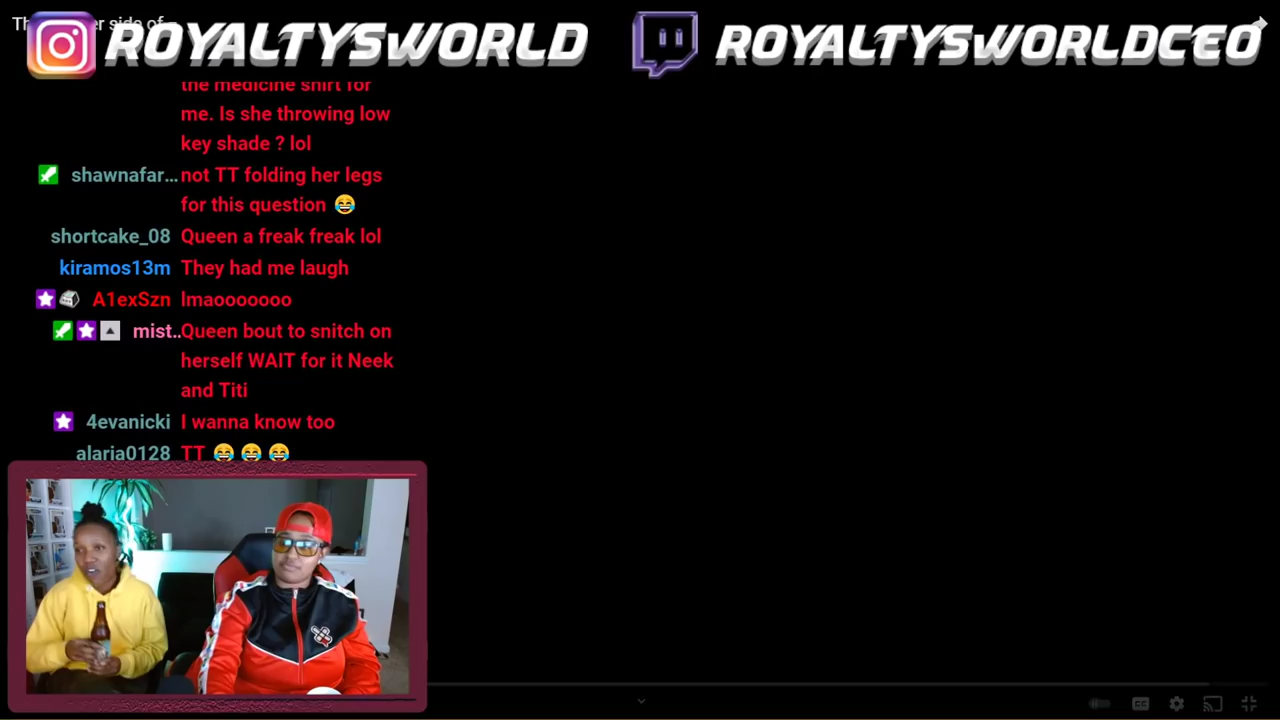 ROYALTYSWORLD
ROYALTYSWORLDCEO
the medicine shirt for
me. Is she throwing low
key shade ? lol
shawnafar… not TT folding her legs
for this question 😂
shortcake_08 Queen a freak freak lol
kiramos13m They had me laugh
A1exSzn lmaooooooo
mist.. Queen bout to snitch on
herself WAIT for it Neek
and Titi
4evanicki I wanna know too
alaria0128 TT 😂 😂 😂
CC